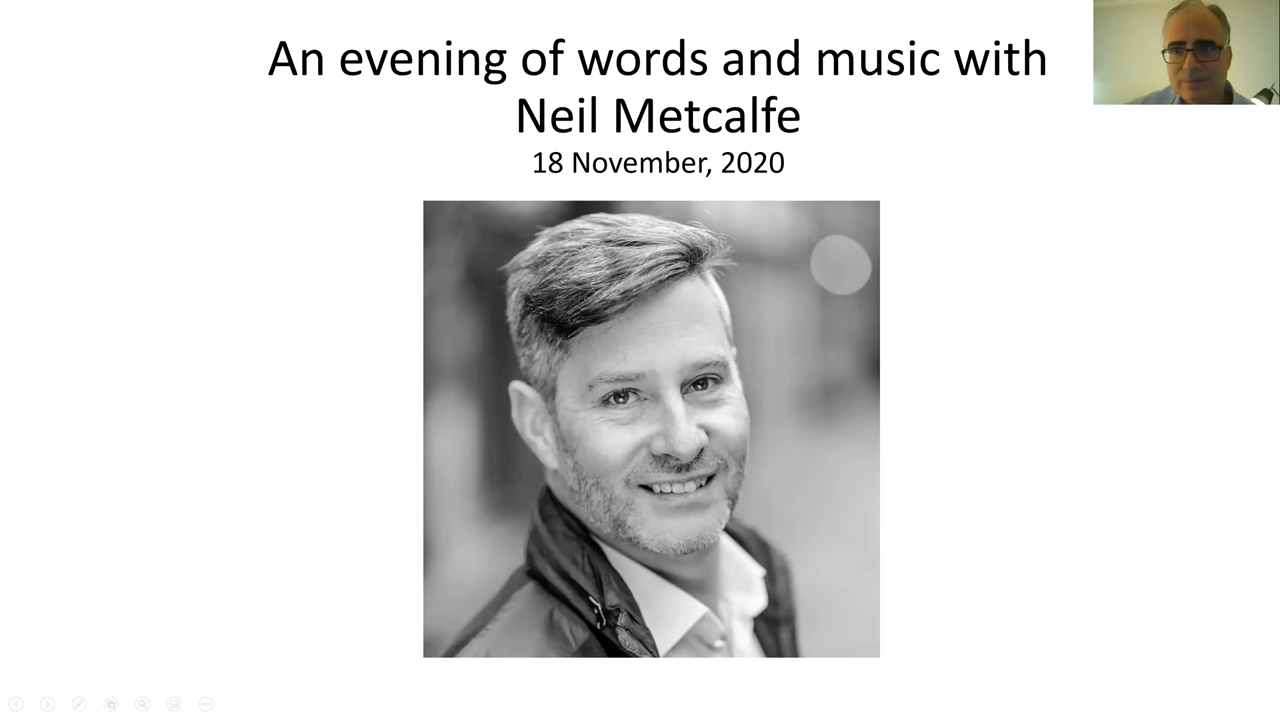 An evening of words and music with
Neil Metcalfe
18 November, 2020